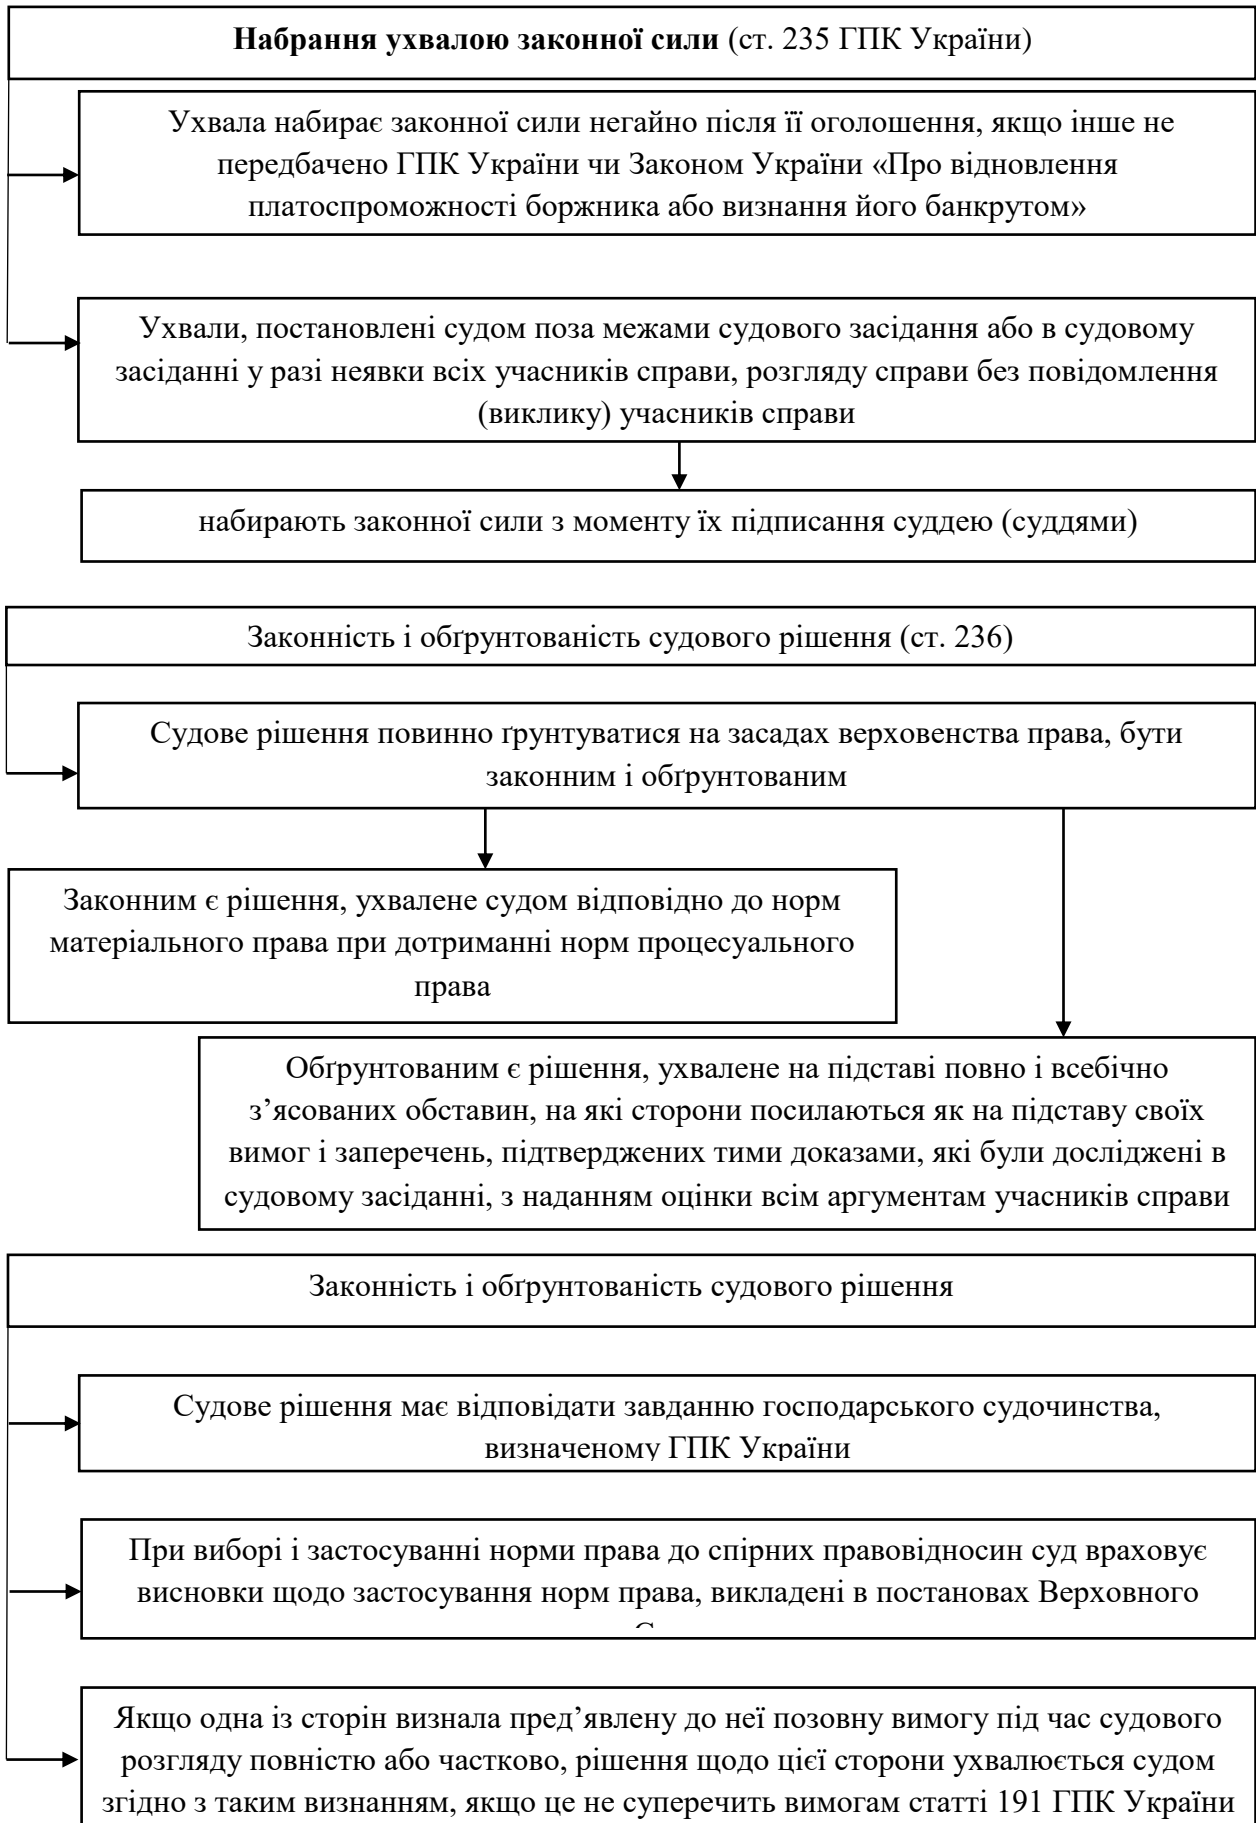 Набрання ухвалою законної сили (ст. 235 ГПК України)
Ухвала набирає законної сили негайно після її оголошення, якщо інше не
передбачено ГПК України чи Законом України «Про відновлення
платоспроможності боржника або визнання його банкрутом»
Ухвали, постановлені судом поза межами судового засідання або в судовому
засіданні у разі неявки всіх учасників справи, розгляду справи без повідомлення
(виклику) учасників справи
набирають законної сили з моменту їх підписання суддею (суддями)
Законність і обґрунтованість судового рішення (ст. 236)
Судове рішення повинно ґрунтуватися на засадах верховенства права, бути
законним і обґрунтованим
Законним є рішення, ухвалене судом відповідно до норм
матеріального права при дотриманні норм процесуального
права
Обґрунтованим є рішення, ухвалене на підставі повно і всебічно
з’ясованих обставин, на які сторони посилаються як на підставу своїх
вимог і заперечень, підтверджених тими доказами, які були досліджені в
судовому засіданні, з наданням оцінки всім аргументам учасників справи
Законність і обґрунтованість судового рішення
Судове рішення має відповідати завданню господарського судочинства,
визначеному ГПК України
При виборі і застосуванні норми права до спірних правовідносин суд враховує
висновки щодо застосування норм права, викладені в постановах Верховного
Якщо одна із сторін визнала пред’явлену до неї позовну вимогу під час судового
розгляду повністю або частково, рішення щодо цієї сторони ухвалюється судом
згідно з таким визнанням, якщо це не суперечить вимогам статті 191 ГПК України